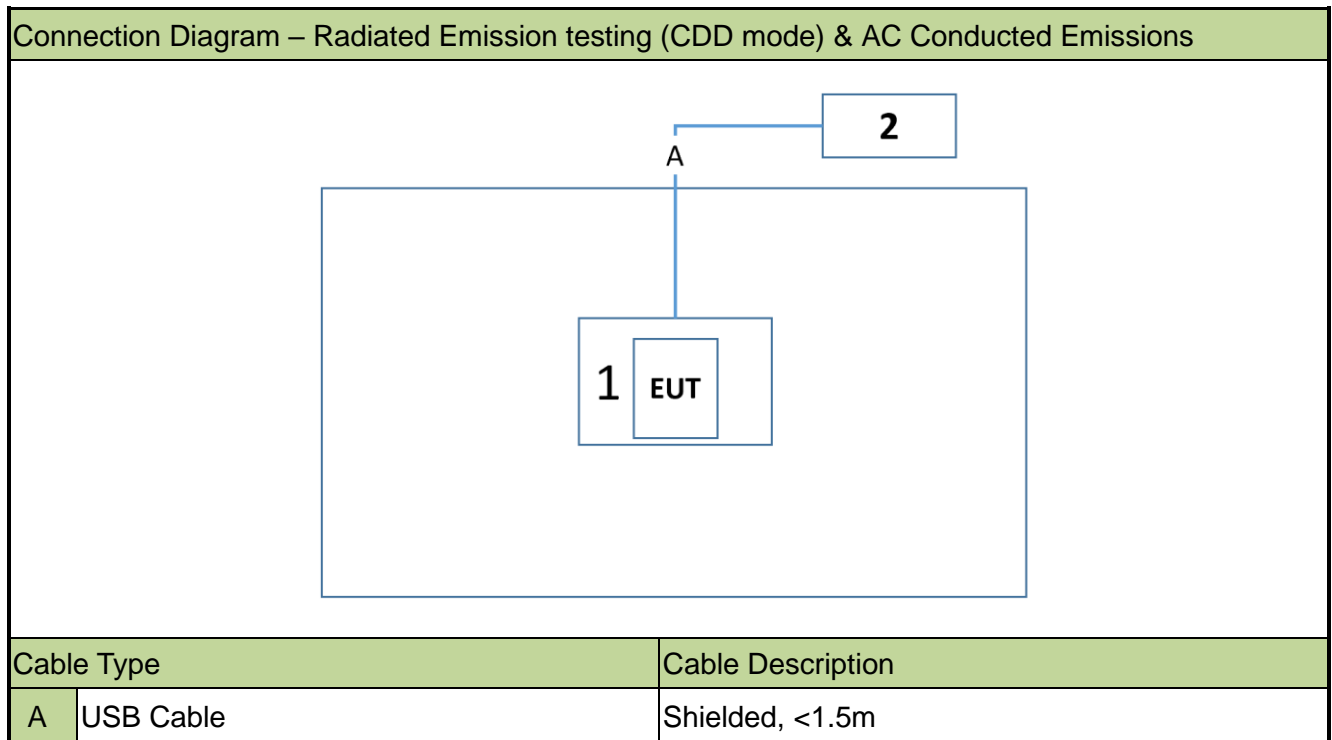 Connection Diagram – Radiated Emission testing (CDD mode) & AC Conducted Emissions
2
A
1 EUT
Cable Type Cable Description
A USB Cable Shielded, <1.5m